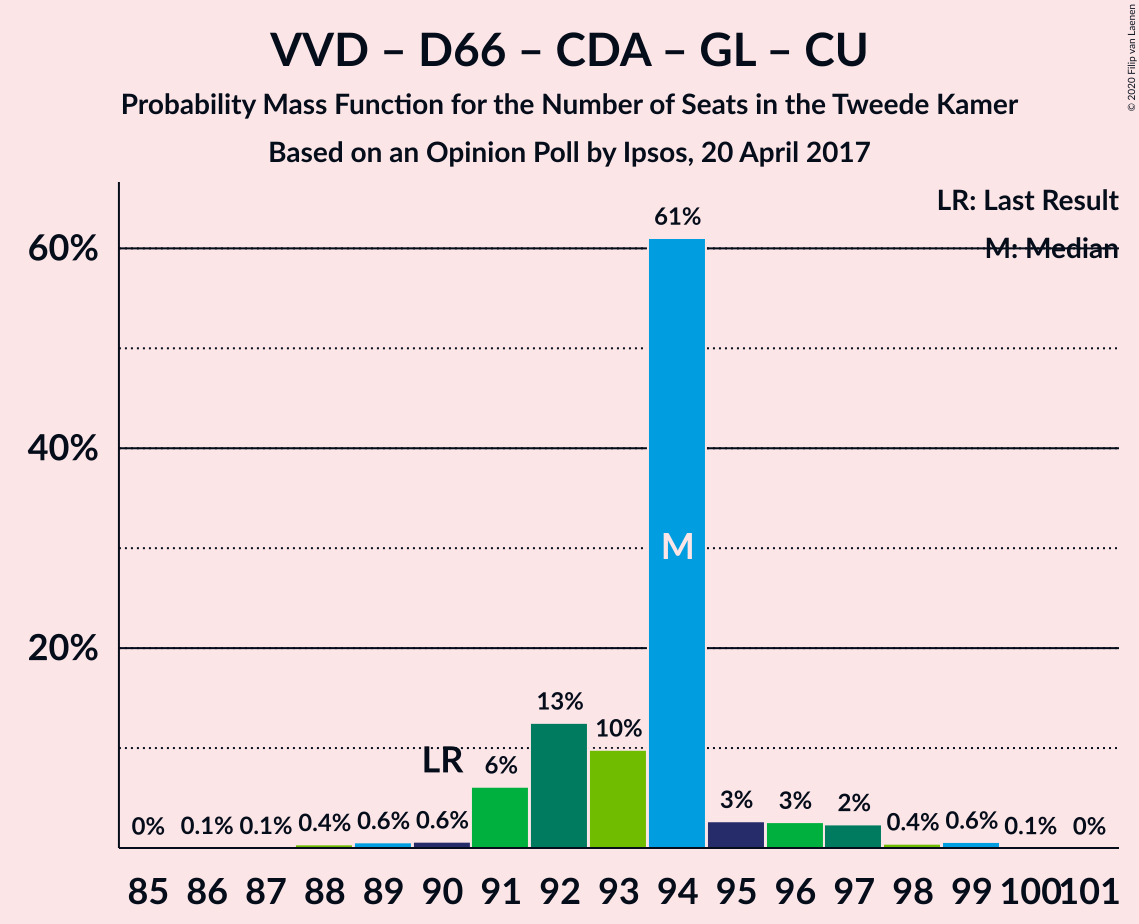 VVD – D66 – CDA – GL – CU
Probability Mass Function for the Number of Seats in the Tweede Kamer
Based on an Opinion Poll by Ipsos, 20 April 2017
© 2020 Filip van Laenen
LR: Last Result
M: Median
60%
40%
20%
61%
M
LR
0% 0.1% 0.1% 0.4% 0.6% 0.6% 6% 13% 10% 3% 3% 2% 0.4% 0.6% 0.1% 0%
85 86 87 88 89 90 91 92 93 94 95 96 97 98 99 100 101